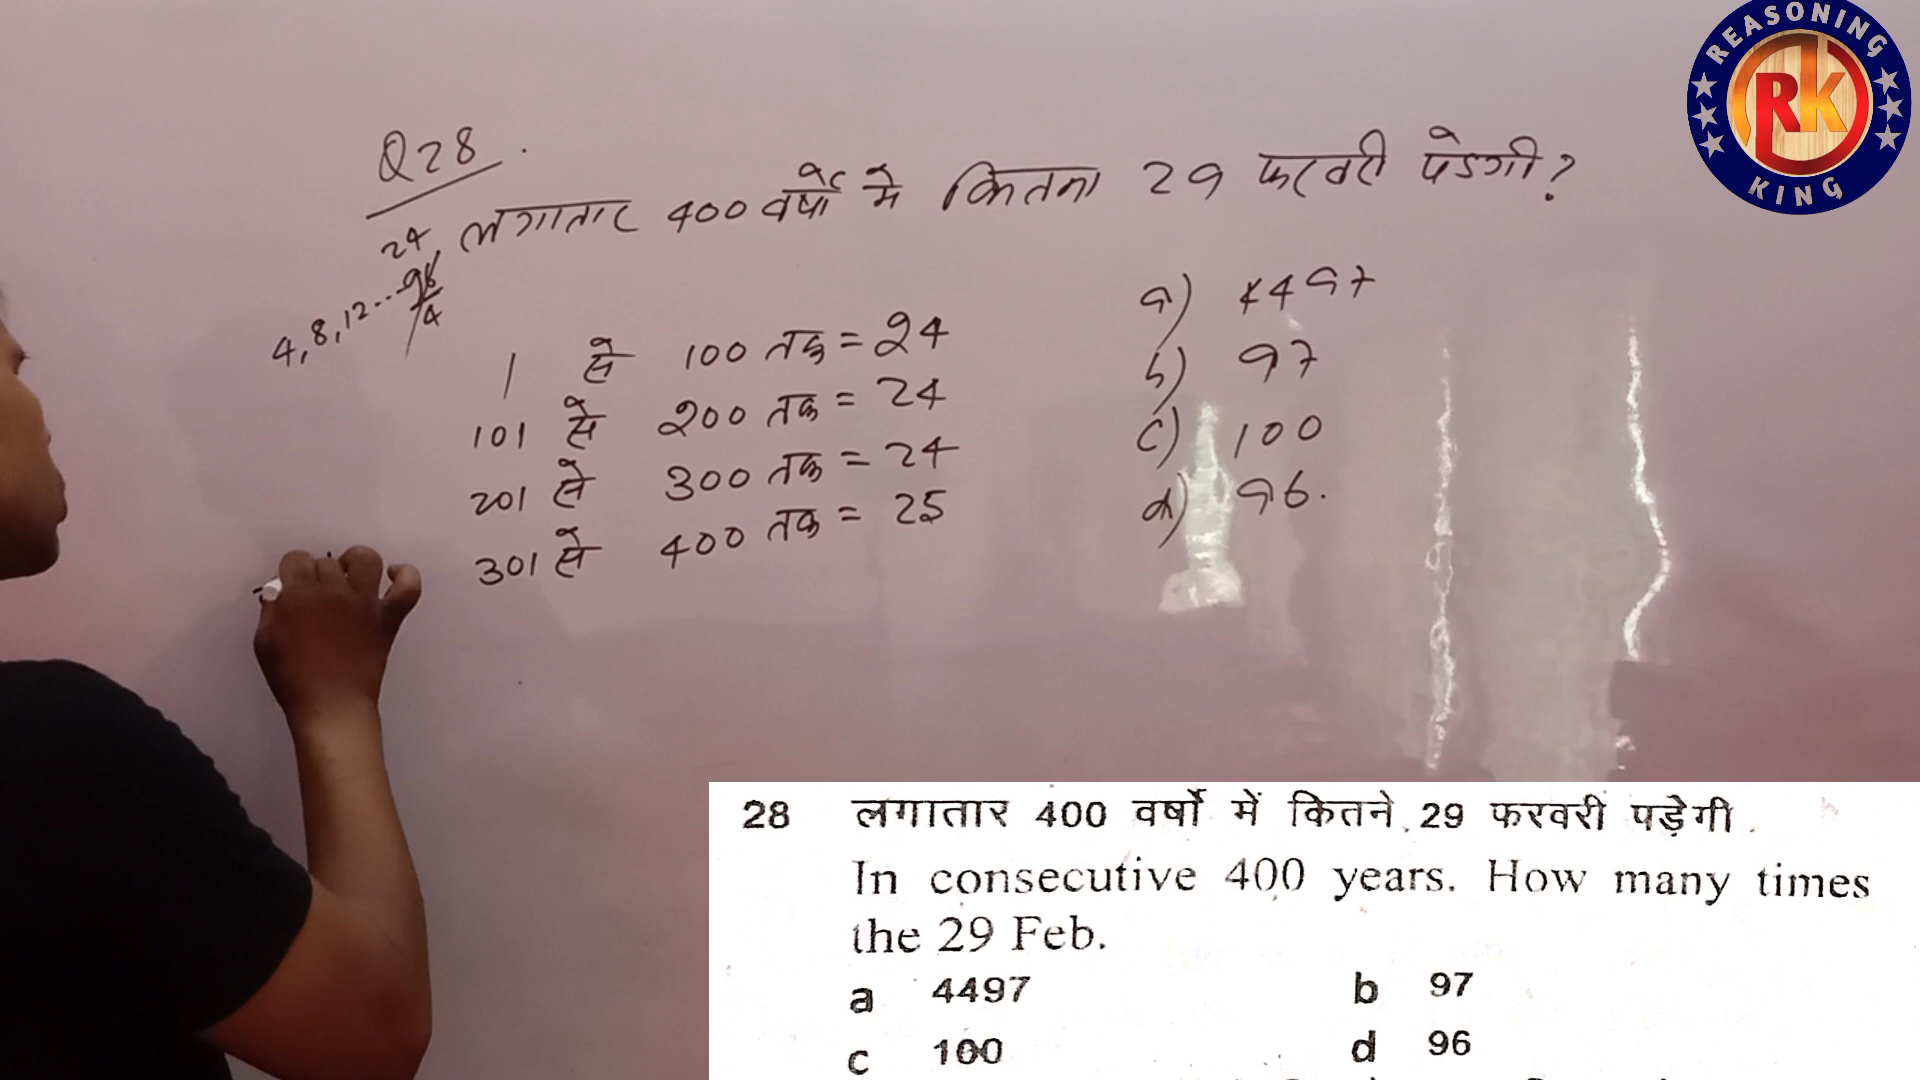 REASONING
RK
KING
Q28.
लगातार 400 वर्षों में कितना 29 फरवरी पड़ेगी?
24
4, 8, 12...96/4
1 से 100 तक = 24
101 से 200 तक = 24
201 से 300 तक = 24
301 से 400 तक = 25
a) 4497
b) 97
c) 100
d) 96.
28 लगातार 400 वर्षों में कितने 29 फरवरी पड़ेगी .
In consecutive 400 years. How many times
the 29 Feb.
a 4497 b 97
c 100 d 96